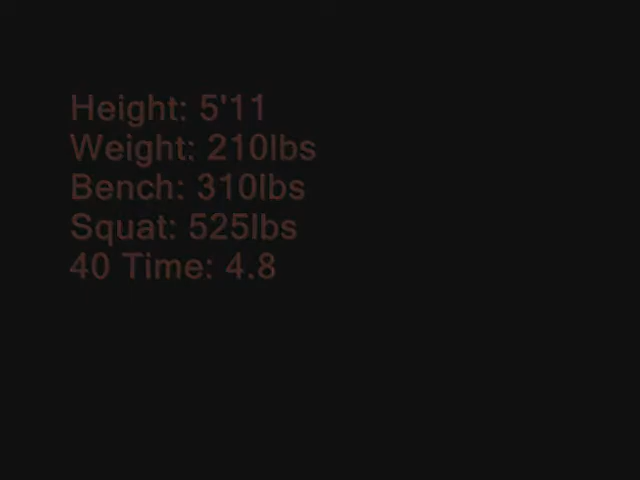 Height: 5'11
Weight: 210lbs
Bench: 310lbs
Squat: 525lbs
40 Time: 4.8